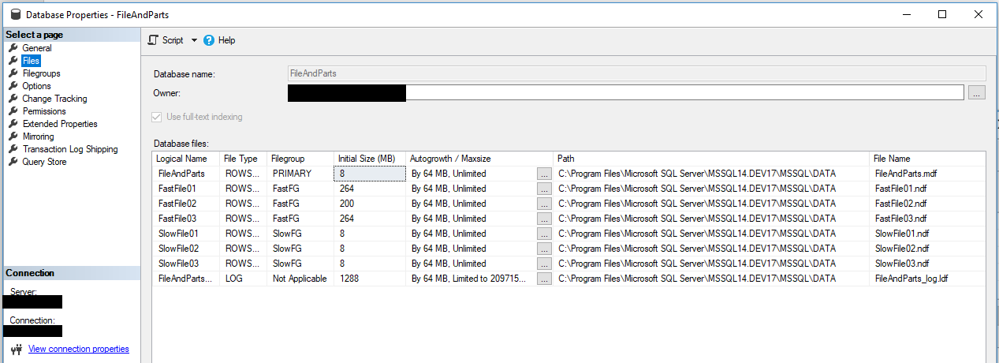 Database Properties - FileAndParts
Select a page
General
Files
Filegroups
Options
Change Tracking
Permissions
Extended Properties
Mirroring
Transaction Log Shipping
Query Store
Connection
Server:
Connection:
View connection properties
Script Help
Database name: FileAndParts
Owner: ...
Use full-text indexing
Database files:
Logical Name File Type Filegroup Initial Size (MB) Autogrowth / Maxsize Path File Name
FileAndParts ROWS... PRIMARY 8 By 64 MB, Unlimited ... C:\Program Files\Microsoft SQL Server\MSSQL14.DEV17\MSSQL\DATA FileAndParts.mdf
FastFile01 ROWS... FastFG 264 By 64 MB, Unlimited ... C:\Program Files\Microsoft SQL Server\MSSQL14.DEV17\MSSQL\DATA FastFile01.ndf
FastFile02 ROWS... FastFG 200 By 64 MB, Unlimited ... C:\Program Files\Microsoft SQL Server\MSSQL14.DEV17\MSSQL\DATA FastFile02.ndf
FastFile03 ROWS... FastFG 264 By 64 MB, Unlimited ... C:\Program Files\Microsoft SQL Server\MSSQL14.DEV17\MSSQL\DATA FastFile03.ndf
SlowFile01 ROWS... SlowFG 8 By 64 MB, Unlimited ... C:\Program Files\Microsoft SQL Server\MSSQL14.DEV17\MSSQL\DATA SlowFile01.ndf
SlowFile02 ROWS... SlowFG 8 By 64 MB, Unlimited ... C:\Program Files\Microsoft SQL Server\MSSQL14.DEV17\MSSQL\DATA SlowFile02.ndf
SlowFile03 ROWS... SlowFG 8 By 64 MB, Unlimited ... C:\Program Files\Microsoft SQL Server\MSSQL14.DEV17\MSSQL\DATA SlowFile03.ndf
FileAndParts... LOG Not Applicable 1288 By 64 MB, Limited to 209715... ... C:\Program Files\Microsoft SQL Server\MSSQL14.DEV17\MSSQL\DATA FileAndParts_log.ldf